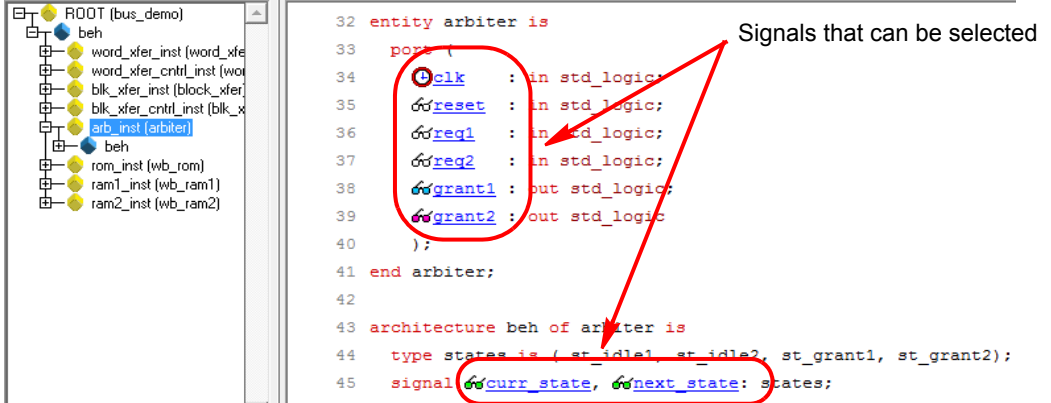 ROOT (bus_demo)
beh
word_xfer_inst (word_xfe
word_xfer_cntrl_inst (wor
blk_xfer_inst (block_xfer)
blk_xfer_cntrl_inst (blk_x
arb_inst (arbiter)
beh
rom_inst (wb_rom)
ram1_inst (wb_ram1)
ram2_inst (wb_ram2)
Signals that can be selected
32 entity arbiter is
33 port (
34 clk : in std_logic;
35 reset : in std_logic;
36 req1 : in std_logic;
37 req2 : in std_logic;
38 grant1 : out std_logic;
39 grant2 : out std_logic
40 );
41 end arbiter;
42
43 architecture beh of arbiter is
44 type states is ( st_idle1, st_idle2, st_grant1, st_grant2);
45 signal curr_state, next_state: states;